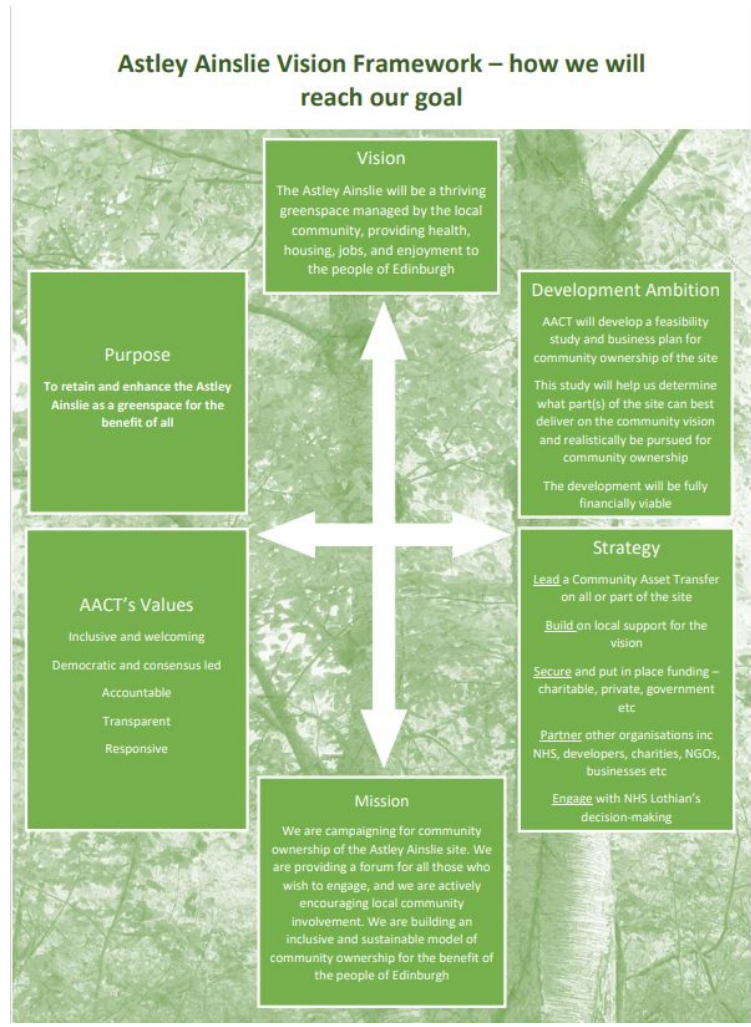 Astley Ainslie Vision Framework – how we will
reach our goal
Vision
The Astley Ainslie will be a thriving
greenspace managed by the local
community, providing health,
housing, jobs, and enjoyment to
the people of Edinburgh
Purpose
To retain and enhance the Astley
Ainslie as a greenspace for the
benefit of all
Development Ambition
AACT will develop a feasibility
study and business plan for
community ownership of the site
This study will help us determine
what part(s) of the site can best
deliver on the community vision
and realistically be pursued for
community ownership
The development will be fully
financially viable
AACT's Values
Inclusive and welcoming
Democratic and consensus led
Accountable
Transparent
Responsive
Strategy
Lead a Community Asset Transfer
on all or part of the site
Build on local support for the
vision
Secure and put in place funding –
charitable, private, government
etc
Partner other organisations inc
NHS, developers, charities, NGOs,
businesses etc
Engage with NHS Lothian's
decision-making
Mission
We are campaigning for community
ownership of the Astley Ainslie site. We
are providing a forum for all those who
wish to engage, and we are actively
encouraging local community
involvement. We are building an
inclusive and sustainable model of
community ownership for the benefit of
the people of Edinburgh